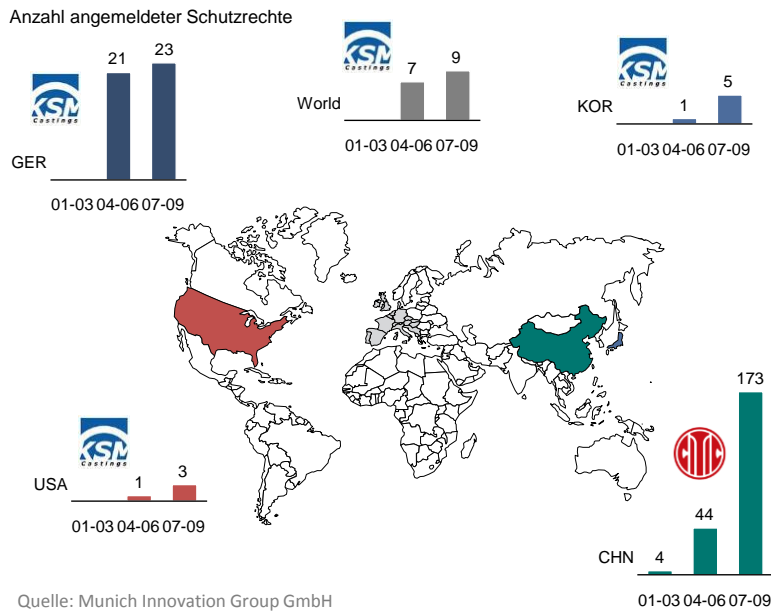 Anzahl angemeldeter Schutzrechte
KSM
Castings
21
23
GER
01-03 04-06 07-09
KSM
Castings
World
7
9
01-03 04-06 07-09
KSM
Castings
KOR
1
5
01-03 04-06 07-09
KSM
Castings
USA
1
3
01-03 04-06 07-09
CITIC
CHN
4
44
173
01-03 04-06 07-09
Quelle: Munich Innovation Group GmbH